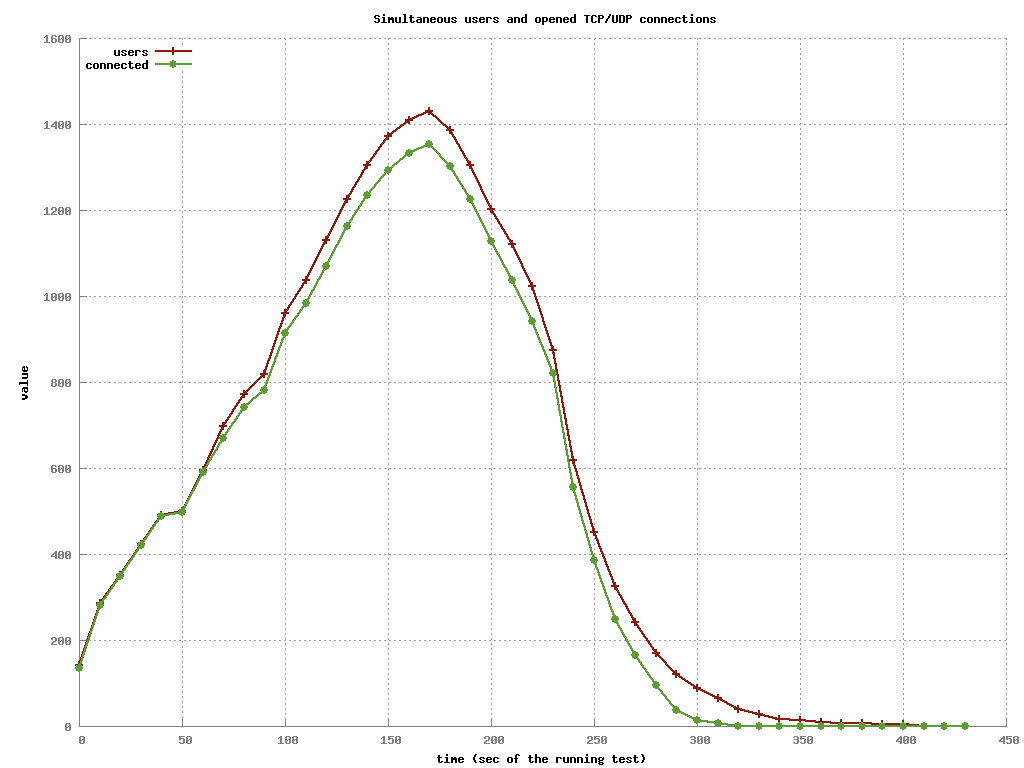 Simultaneous users and opened TCP/UDP connections
1600
users
connected
1400
1200
1000
value
800
600
400
200
0
0 50 100 150 200 250 300 350 400 450
time (sec of the running test)